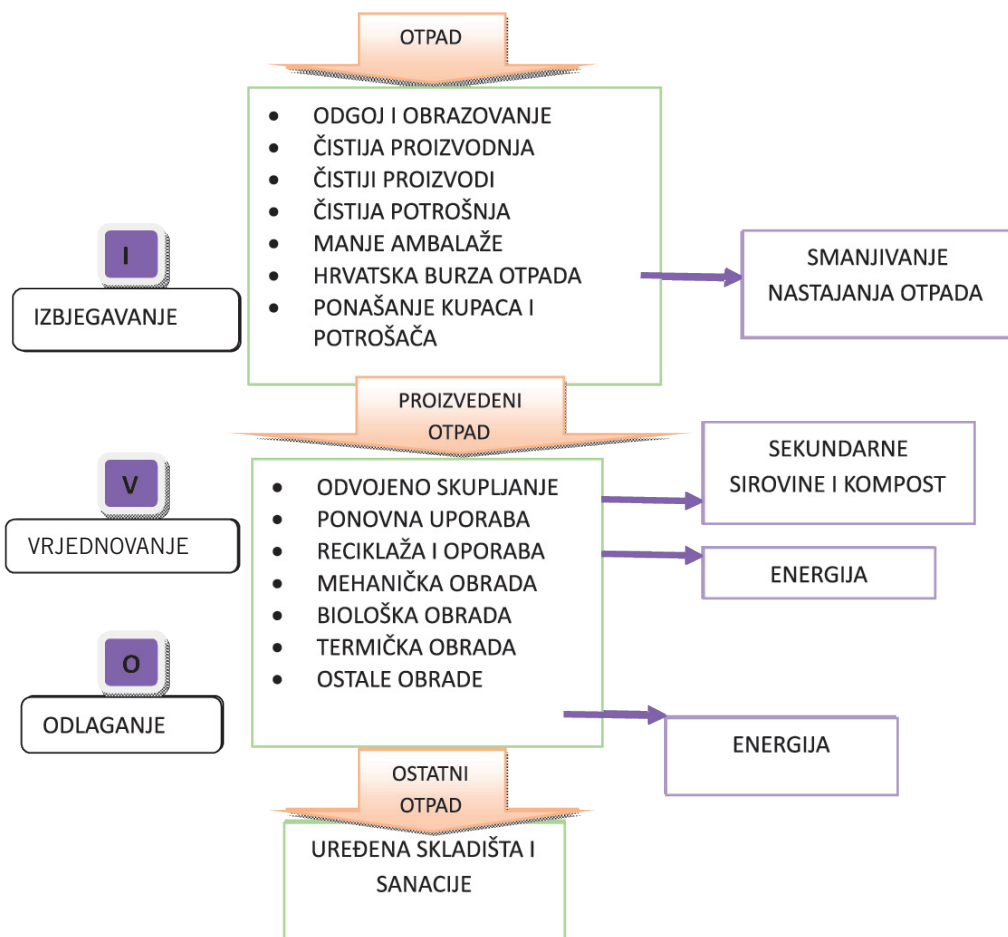 OTPAD
• ODGOJ I OBRAZOVANJE
• ČISTIJA PROIZVODNJA
• ČISTIJI PROIZVODI
• ČISTIJA POTROŠNJA
• MANJE AMBALAŽE
• HRVATSKA BURZA OTPADA
• PONAŠANJE KUPACA I
POTROŠAČA
I
IZBJEGAVANJE
SMANJIVANJE
NASTAJANJA OTPADA
PROIZVEDENI
OTPAD
V
VRJEDNOVANJE
• ODVOJENO SKUPLJANJE
• PONOVNA UPORABA
• RECIKLAŽA I OPORABA
• MEHANIČKA OBRADA
• BIOLOŠKA OBRADA
• TERMIČKA OBRADA
• OSTALE OBRADE
SEKUNDARNE
SIROVINE I KOMPOST
ENERGIJA
O
ODLAGANJE
ENERGIJA
OSTATNI
OTPAD
UREĐENA SKLADIŠTA I
SANACIJE